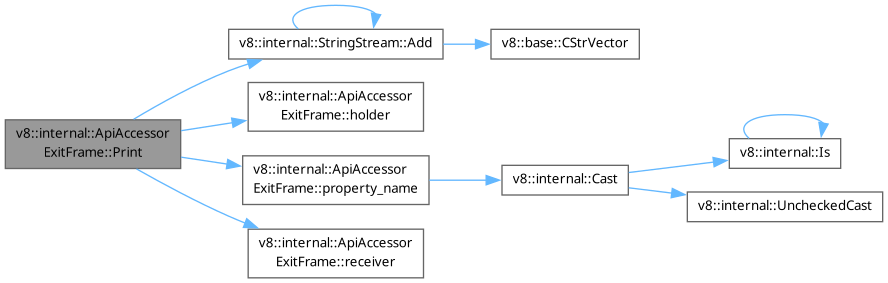 v8::internal::ApiAccessor
ExitFrame::Print
v8::internal::StringStream::Add
v8::base::CStrVector
v8::internal::ApiAccessor
ExitFrame::holder
v8::internal::ApiAccessor
ExitFrame::property_name
v8::internal::Cast
v8::internal::Is
v8::internal::UncheckedCast
v8::internal::ApiAccessor
ExitFrame::receiver